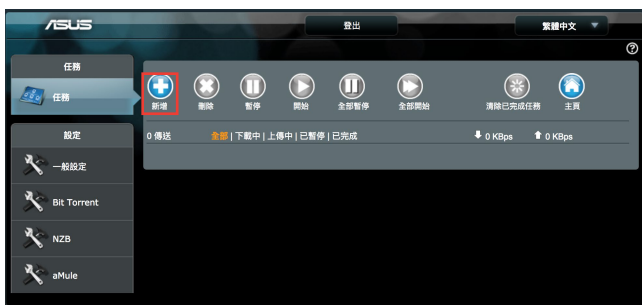 ASUS
登出
繁體中文
?
任務
任務
新增 刪除 暫停 開始 全部暫停 全部開始 清除已完成任務 主頁
0 傳送 全部 | 下載中 | 上傳中 | 已暫停 | 已完成 0 KBps 0 KBps
設定
一般設定
Bit Torrent
NZB
aMule